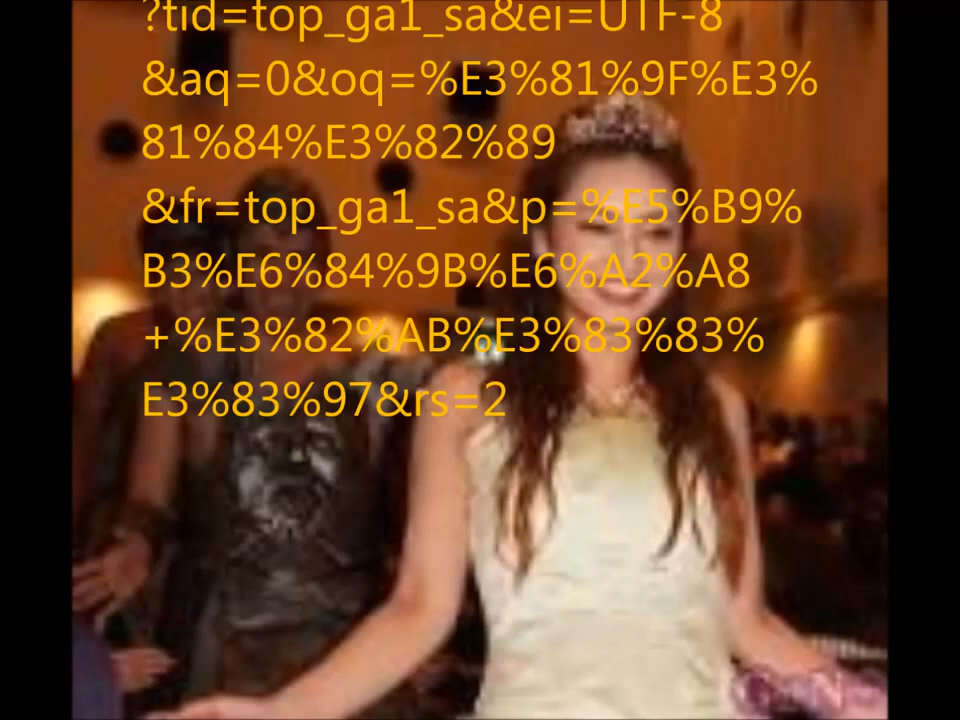 ?tid=top_ga1_sa&ei=UTF-8
&aq=0&oq=%E3%81%9F%E3%
81%84%E3%82%89
&fr=top_ga1_sa&p=%E5%B9%
B3%E6%84%9B%E6%A2%A8
+%E3%82%AB%E3%83%83%
E3%83%97&rs=2